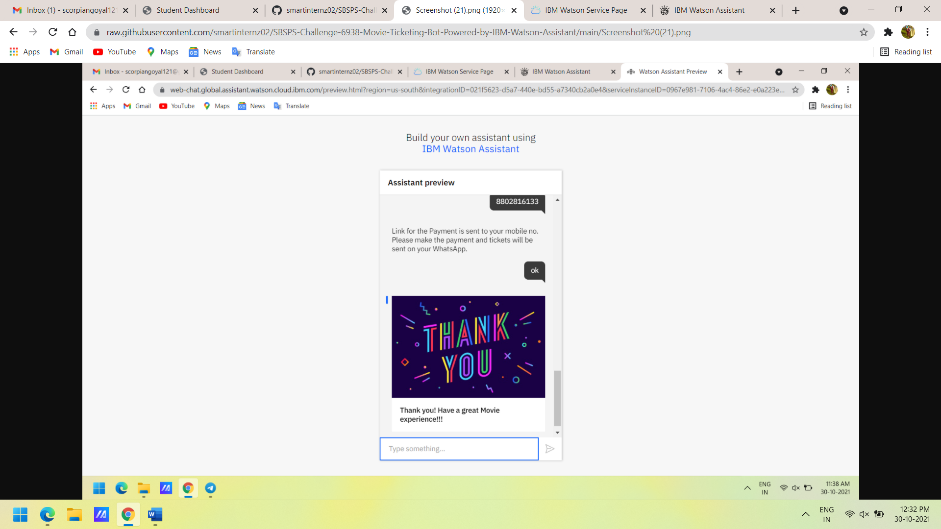 Inbox (1) - scorpiangoyal121
Student Dashboard
smartinternz02/SBSPS-Chal
Screenshot (21).png (1920×
IBM Watson Service Page
IBM Watson Assistant
raw.githubusercontent.com/smartinternz02/SBSPS-Challenge-6938-Movie-Ticketing-Bot-Powered-by-IBM-Watson-Assistant/main/Screenshot%20(21).png
Apps
Gmail
YouTube
Maps
News
Translate
Reading list
Inbox - scorpiangoyal121@
Student Dashboard
smartinternz02/SBSPS-Chal
IBM Watson Service Page
IBM Watson Assistant
Watson Assistant Preview
web-chat.global.assistant.watson.cloud.ibm.com/preview.html?region=us-south&integrationID=021f5623-d5a7-440e-bd55-a7340cb2a0e4&serviceInstanceID=0967e981-7106-4ac4-86e2-e0a223e...
Apps
Gmail
YouTube
Maps
News
Translate
Reading list
Build your own assistant using
IBM Watson Assistant
Assistant preview
8802816133
Link for the Payment is sent to your mobile no.
Please make the payment and tickets will be
sent on your WhatsApp.
ok
THANK
YOU
Thank you! Have a great Movie
experience!!!
Type something...
ENG
IN
11:38 AM
30-10-2021
ENG
IN
12:32 PM
30-10-2021